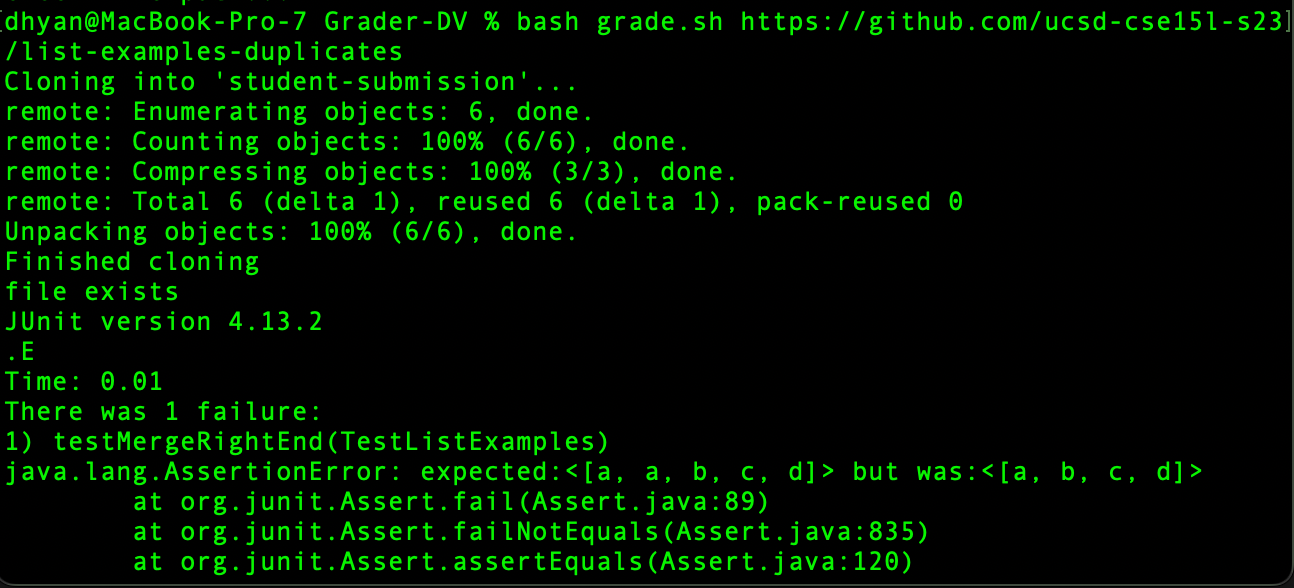 [dhyan@MacBook-Pro-7 Grader-DV % bash grade.sh https://github.com/ucsd-cse15l-s23]
/list-examples-duplicates
Cloning into 'student-submission'...
remote: Enumerating objects: 6, done.
remote: Counting objects: 100% (6/6), done.
remote: Compressing objects: 100% (3/3), done.
remote: Total 6 (delta 1), reused 6 (delta 1), pack-reused 0
Unpacking objects: 100% (6/6), done.
Finished cloning
file exists
JUnit version 4.13.2
.E
Time: 0.01
There was 1 failure:
1) testMergeRightEnd(TestListExamples)
java.lang.AssertionError: expected:<[a, a, b, c, d]> but was:<[a, b, c, d]>
        at org.junit.Assert.fail(Assert.java:89)
        at org.junit.Assert.failNotEquals(Assert.java:835)
        at org.junit.Assert.assertEquals(Assert.java:120)